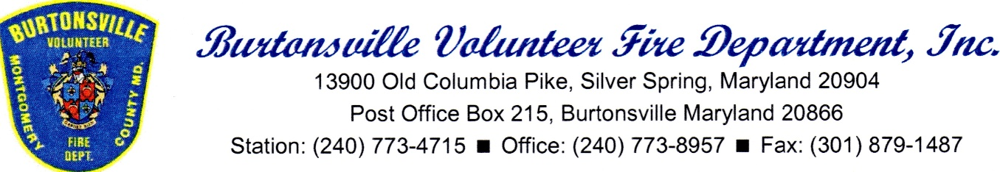 BURTONSVILLE
VOLUNTEER
MONTGOMERY
COUNTY MD.
FIRE
DEPT.
Burtonsville Volunteer Fire Department, Inc.
13900 Old Columbia Pike, Silver Spring, Maryland 20904
Post Office Box 215, Burtonsville Maryland 20866
Station: (240) 773-4715 ■ Office: (240) 773-8957 ■ Fax: (301) 879-1487